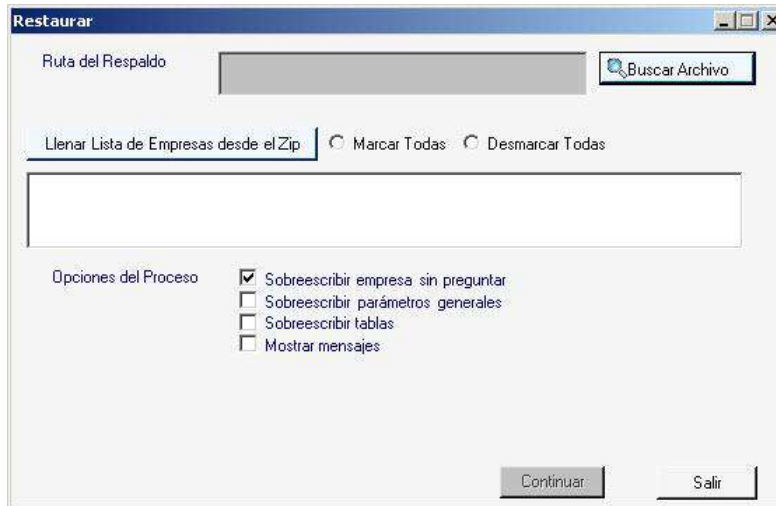 Restaurar
Ruta del Respaldo
Buscar Archivo
Llenar Lista de Empresas desde el Zip Marcar Todas Desmarcar Todas
Opciones del Proceso Sobreescribir empresa sin preguntar
Sobreescribir parámetros generales
Sobreescribir tablas
Mostrar mensajes
Continuar Salir